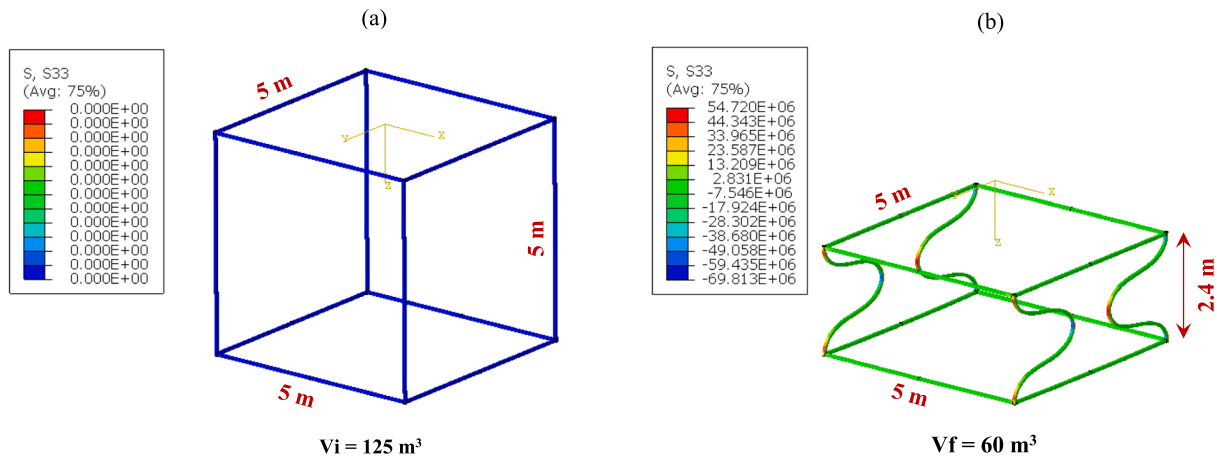 (a)
S, S33
(Avg: 75%)
0.000E+00
0.000E+00
0.000E+00
0.000E+00
0.000E+00
0.000E+00
0.000E+00
0.000E+00
0.000E+00
0.000E+00
0.000E+00
0.000E+00
0.000E+00
5 m
Y
X
Z
5 m
5 m
Vi = 125 m³
(b)
S, S33
(Avg: 75%)
54.720E+06
44.343E+06
33.965E+06
23.587E+06
13.209E+06
2.831E+06
-7.546E+06
-17.924E+06
-28.302E+06
-38.680E+06
-49.058E+06
-59.435E+06
-69.813E+06
5 m
X
Z
2.4 m
5 m
Vf = 60 m³